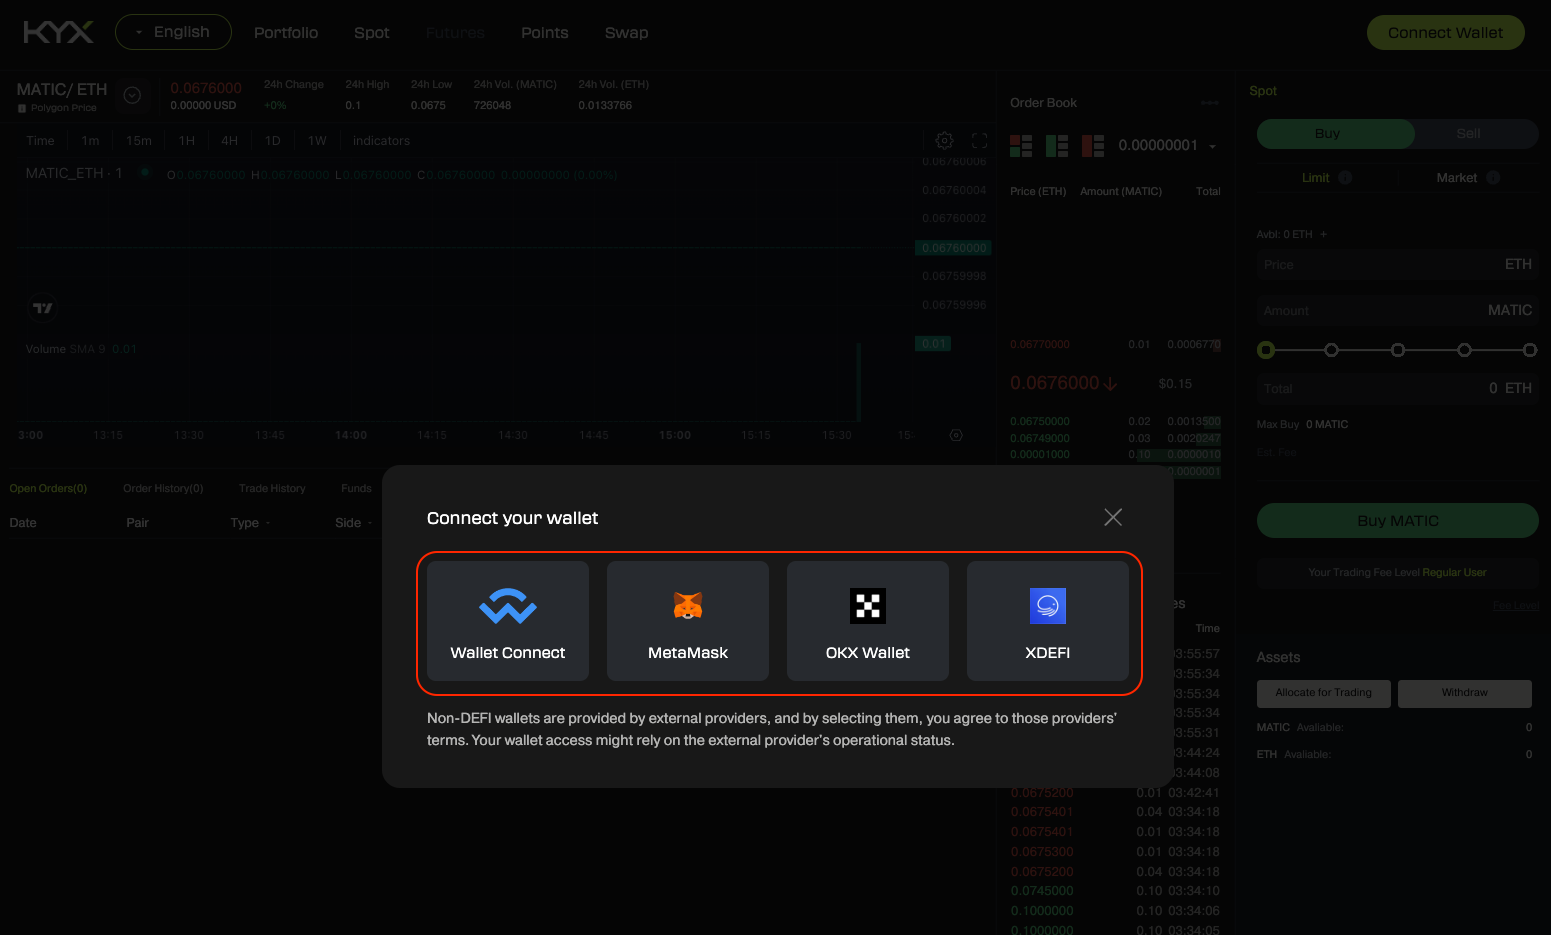 KYX
English
Portfolio
Spot
Futures
Points
Swap
Connect Wallet
MATIC/ ETH
Polygon Price
0.0676000
0.00000 USD
24h Change
+0%
24h High
0.1
24h Low
0.0675
24h Vol. (MATIC)
726048
24h Vol. (ETH)
0.0133766
Time 1m 15m 1H 4H 1D 1W indicators
MATIC_ETH · 1 O0.06760000 H0.06760000 L0.06760000 C0.06760000 0.00000000 (0.00%)
0.06760006
0.06760004
0.06760002
0.06760000
0.06759998
0.06759996
Volume SMA 9 0.01
0.01
3:00 13:15 13:30 13:45 14:00 14:15 14:30 14:45 15:00 15:15 15:30 15:
Open Orders(0) Order History(0) Trade History Funds
Date Pair Type Side
Order Book
0.00000001
Price (ETH) Amount (MATIC) Total
0.06770000 0.01 0.0006770
0.0676000 $0.15
0.06750000 0.02 0.0013500
0.06749000 0.03 0.0020247
0.00001000 0.10 0.0000010
0.0000001
es
Time
3:55:57
3:55:34
3:55:34
3:55:34
3:55:31
3:44:24
3:44:08
0.0675200 0.01 03:42:41
0.0675401 0.04 03:34:18
0.0675401 0.01 03:34:18
0.0675300 0.01 03:34:18
0.0675200 0.04 03:34:18
0.0745000 0.10 03:34:10
0.1000000 0.10 03:34:06
0.1000000 0.10 03:34:05
Spot
Buy Sell
Limit Market
Avbl: 0 ETH +
Price ETH
Amount MATIC
Total 0 ETH
Max Buy 0 MATIC
Est. Fee
Buy MATIC
Your Trading Fee Level Regular User
Fee Level
Assets
Allocate for Trading Withdraw
MATIC Available: 0
ETH Avaliable: 0
Connect your wallet
Wallet Connect
MetaMask
OKX Wallet
XDEFI
Non-DEFI wallets are provided by external providers, and by selecting them, you agree to those providers'
terms. Your wallet access might rely on the external provider's operational status.